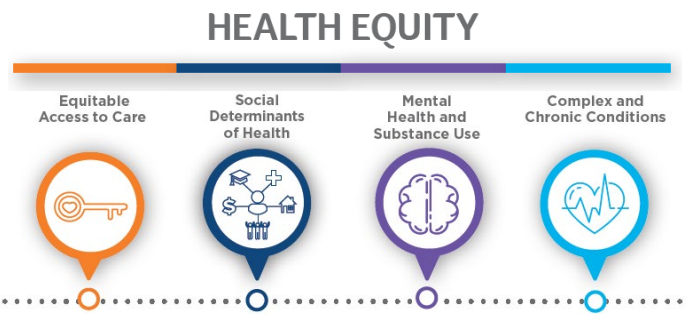 HEALTH EQUITY
Equitable
Access to Care
Social
Determinants
of Health
Mental
Health and
Substance Use
Complex and
Chronic Conditions
$